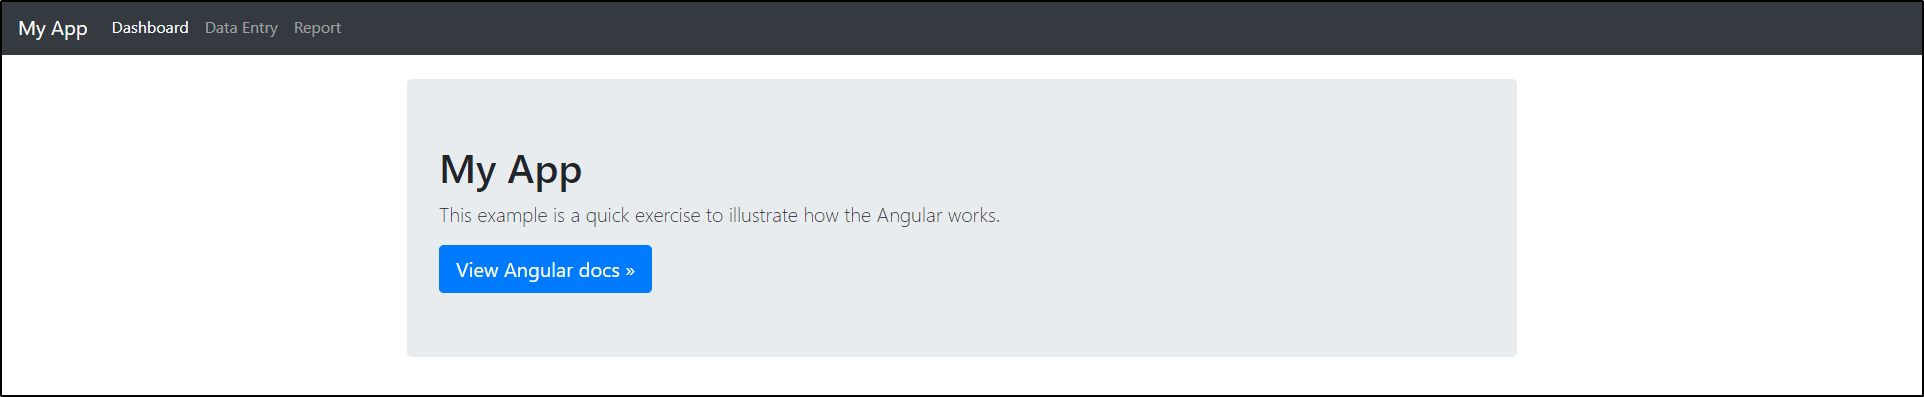 My App Dashboard Data Entry Report
My App
This example is a quick exercise to illustrate how the Angular works.
View Angular docs »